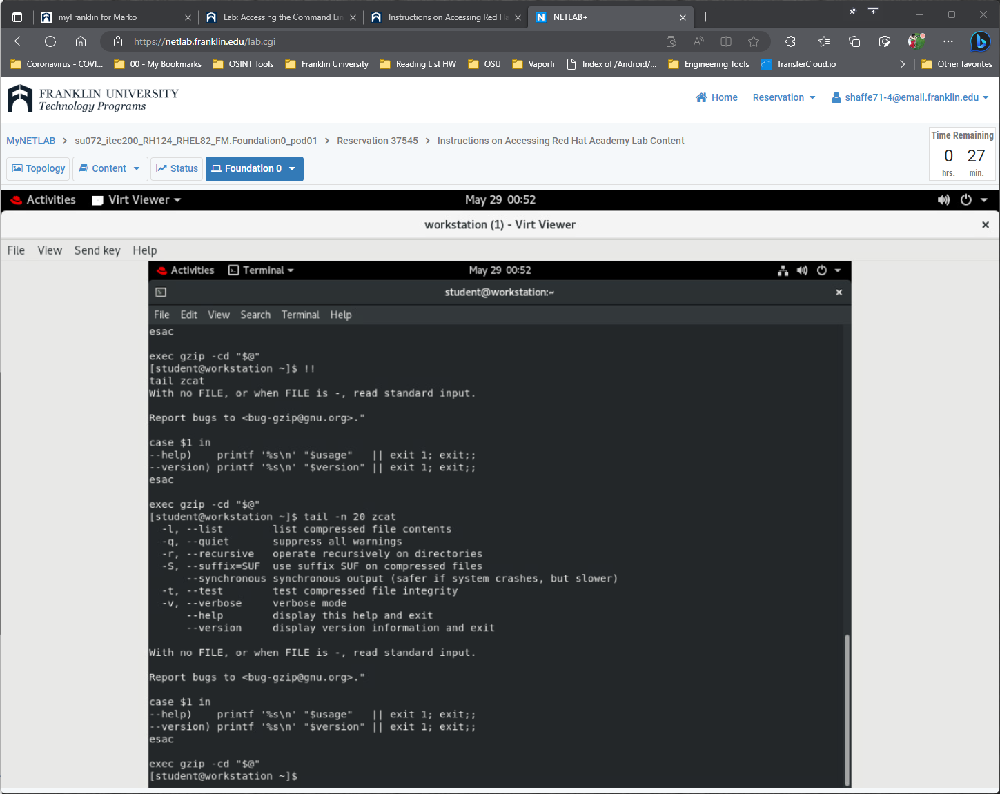 myFranklin for Marko
Lab: Accessing the Command Lin
Instructions on Accessing Red Ha
NETLAB+
https://netlab.franklin.edu/lab.cgi
Coronavirus - COVI...
00 - My Bookmarks
OSINT Tools
Franklin University
Reading List HW
OSU
Vaporfi
Index of /Android/...
Engineering Tools
TransferCloud.io
Other favorites
FRANKLIN UNIVERSITY
Technology Programs
Home
Reservation
shaffe71-4@email.franklin.edu
MyNETLAB > su072_itec200_RH124_RHEL82_FM.Foundation0_pod01 > Reservation 37545 > Instructions on Accessing Red Hat Academy Lab Content
Time Remaining
0 27
hrs. min.
Topology
Content
Status
Foundation 0
Activities Virt Viewer May 29 00:52
workstation (1) - Virt Viewer
File View Send key Help
Activities Terminal May 29 00:52
student@workstation:~
File Edit View Search Terminal Help
esac
exec gzip -cd "$@"
[student@workstation ~]$ !!
tail zcat
With no FILE, or when FILE is -, read standard input.
Report bugs to <bug-gzip@gnu.org>."
case $1 in
--help)    printf '%s\n' "$usage"   || exit 1; exit;;
--version) printf '%s\n' "$version" || exit 1; exit;;
esac
exec gzip -cd "$@"
[student@workstation ~]$ tail -n 20 zcat
  -l, --list        list compressed file contents
  -q, --quiet       suppress all warnings
  -r, --recursive   operate recursively on directories
  -S, --suffix=SUF  use suffix SUF on compressed files
      --synchronous synchronous output (safer if system crashes, but slower)
  -t, --test        test compressed file integrity
  -v, --verbose     verbose mode
      --help        display this help and exit
      --version     display version information and exit
With no FILE, or when FILE is -, read standard input.
Report bugs to <bug-gzip@gnu.org>."
case $1 in
--help)    printf '%s\n' "$usage"   || exit 1; exit;;
--version) printf '%s\n' "$version" || exit 1; exit;;
esac
exec gzip -cd "$@"
[student@workstation ~]$